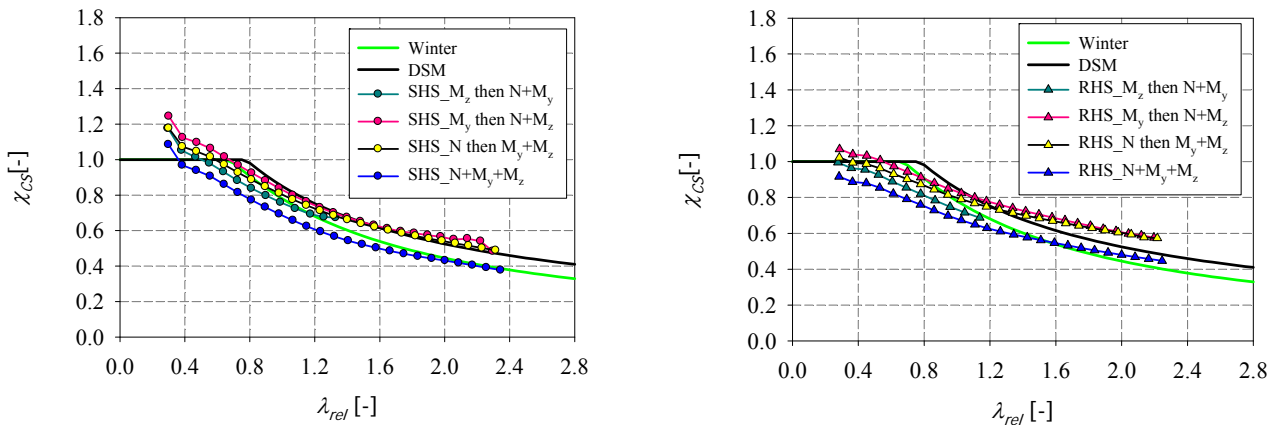 1.8
1.6
1.4
1.2
1.0
0.8
0.6
0.4
0.2
0.0
χCS[-]
Winter
DSM
SHS_Mz then N+My
SHS_My then N+Mz
SHS_N then My+Mz
SHS_N+My+Mz
0.0 0.4 0.8 1.2 1.6 2.0 2.4 2.8
λrel [-]
1.8
1.6
1.4
1.2
1.0
0.8
0.6
0.4
0.2
0.0
χCS[-]
Winter
DSM
RHS_Mz then N+My
RHS_My then N+Mz
RHS_N then My+Mz
RHS_N+My+Mz
0.0 0.4 0.8 1.2 1.6 2.0 2.4 2.8
λrel [-]